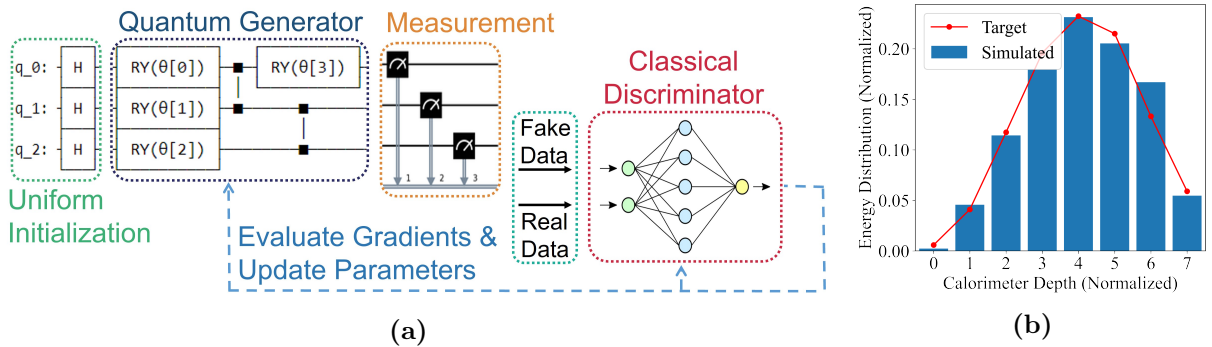 Quantum Generator
Measurement
q_0: H RY(θ[0]) RY(θ[3])
q_1: H RY(θ[1])
q_2: H RY(θ[2])
1 2 3
Uniform
Initialization
Evaluate Gradients &
Update Parameters
Fake
Data
Real
Data
Classical
Discriminator
(a)
Energy Distribution (Normalized)
0.20
0.15
0.10
0.05
0.00
Target
Simulated
0 1 2 3 4 5 6 7
Calorimeter Depth (Normalized)
(b)